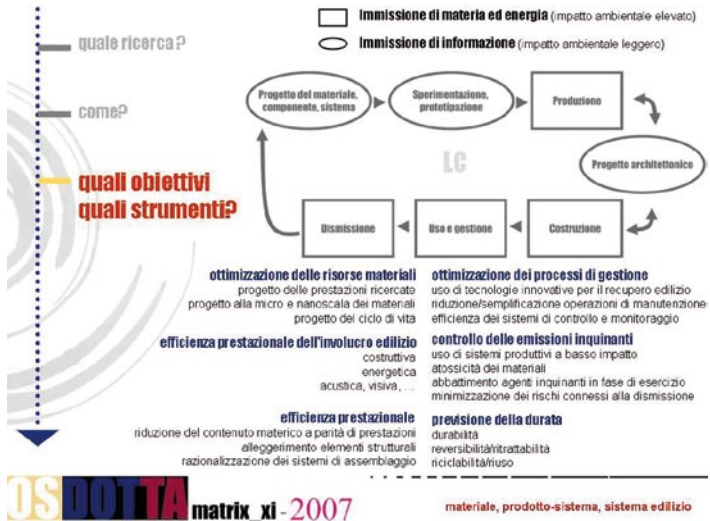 Immissione di materia ed energia (impatto ambientale elevato)
Immissione di informazione (impatto ambientale leggero)
quale ricerca?
come?
quali obiettivi
quali strumenti?
Progetto del materiale,
componente, sistema
Sperimentazione,
prototipazione
Produzione
Progetto architettonico
LC
Dismissione
Uso e gestione
Costruzione
ottimizzazione delle risorse materiali
progetto delle prestazioni ricercate
progetto alla micro e nanoscala dei materiali
progetto del ciclo di vita
efficienza prestazionale dell'involucro edilizio
costruttiva
energetica
acustica, visiva, ...
efficienza prestazionale
riduzione del contenuto materico a parità di prestazioni
alleggerimento elementi strutturali
razionalizzazione dei sistemi di assemblaggio
ottimizzazione dei processi di gestione
uso di tecnologie innovative per il recupero edilizio
riduzione/semplificazione operazioni di manutenzione
efficienza dei sistemi di controllo e monitoraggio
controllo delle emissioni inquinanti
uso di sistemi produttivi a basso impatto
atossicità dei materiali
abbattimento agenti inquinanti in fase di esercizio
minimizzazione dei rischi connessi alla dismissione
previsione della durata
durabilità
reversibilità/ritrattabilità
riciclabilità/riuso
OSDOTTA matrix_xi - 2007
materiale, prodotto-sistema, sistema edilizio